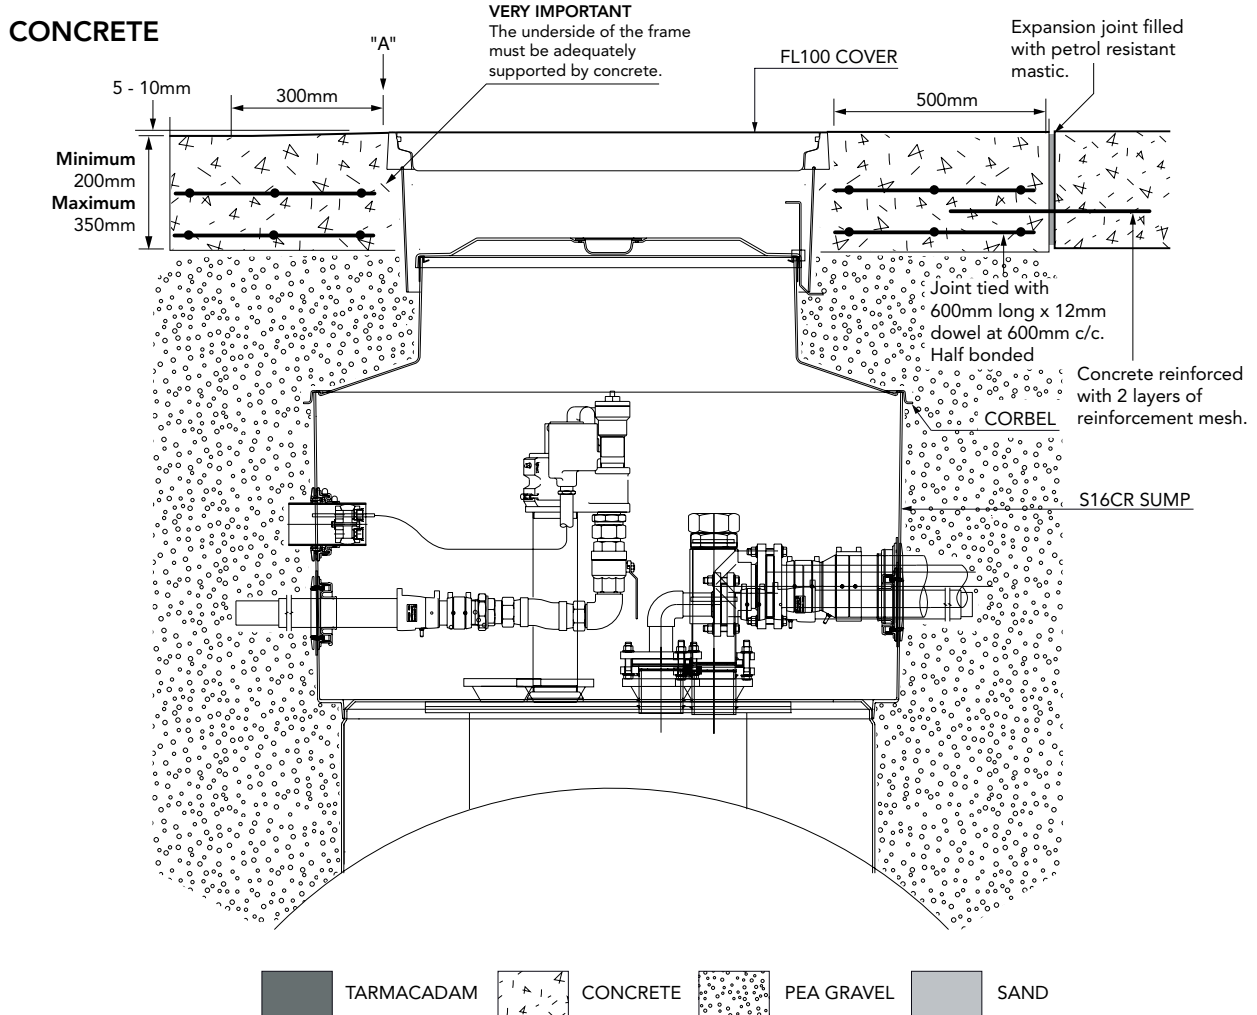 CONCRETE
"A"
VERY IMPORTANT
The underside of the frame
must be adequately
supported by concrete.
FL100 COVER
Expansion joint filled
with petrol resistant
mastic.
5 - 10mm
300mm
500mm
Minimum
200mm
Maximum
350mm
Joint tied with
600mm long x 12mm
dowel at 600mm c/c.
Half bonded
Concrete reinforced
with 2 layers of
reinforcement mesh.
CORBEL
S16CR SUMP
TARMACADAM
CONCRETE
PEA GRAVEL
SAND